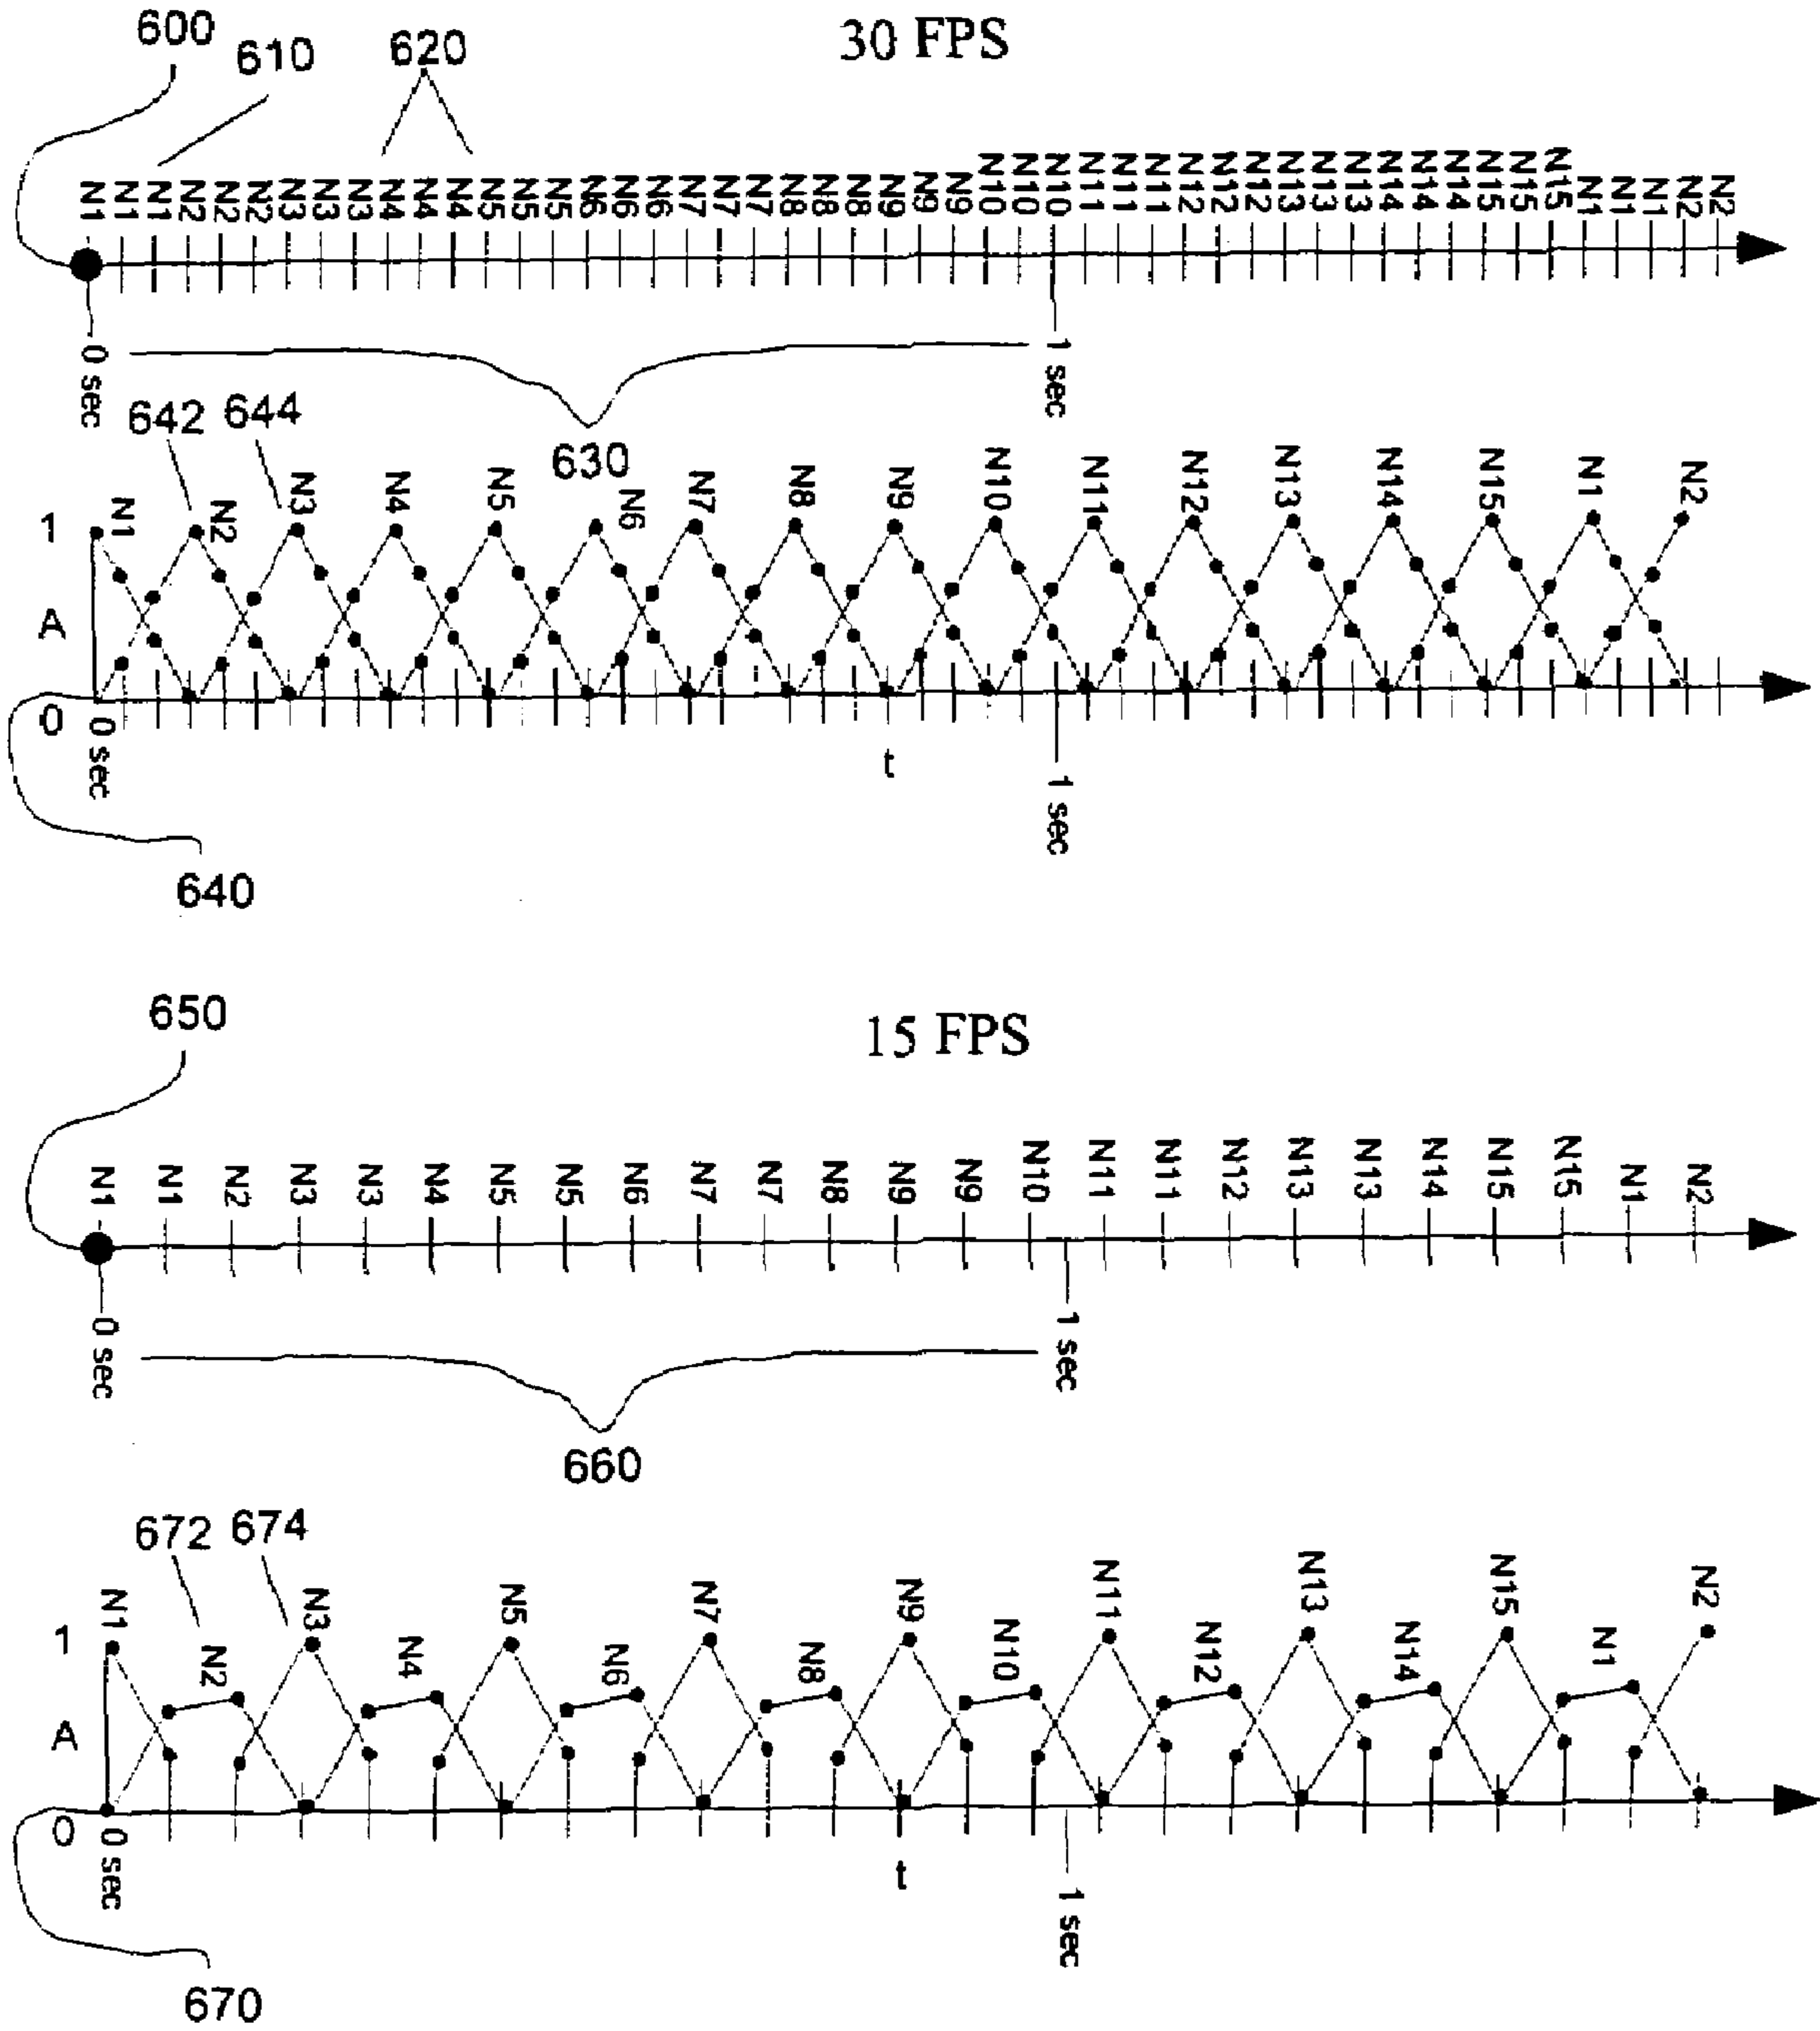 600 610 620 30 FPS
N1 N1 N1 N2 N2 N2 N3 N3 N3 N4 N4 N4 N5 N5 N5 N6 N6 N6 N7 N7 N7 N8 N8 N8 N9 N9 N9 N10 N10 N10 N11 N11 N11 N12 N12 N12 N13 N13 N13 N14 N14 N14 N15 N15 N15 N1 N1 N1 N2 N2
0 sec 1 sec
630
642 644
N1 N2 N3 N4 N5 N6 N7 N8 N9 N10 N11 N12 N13 N14 N15 N1 N2
1
A
0
0 sec t 1 sec
640
650 15 FPS
N1 N1 N2 N3 N3 N4 N5 N5 N6 N7 N7 N8 N9 N9 N10 N11 N11 N12 N13 N13 N14 N15 N15 N1 N2
0 sec 1 sec
660
672 674
N1 N2 N3 N4 N5 N6 N7 N8 N9 N10 N11 N12 N13 N14 N15 N1 N2
1
A
0
0 sec t 1 sec
670